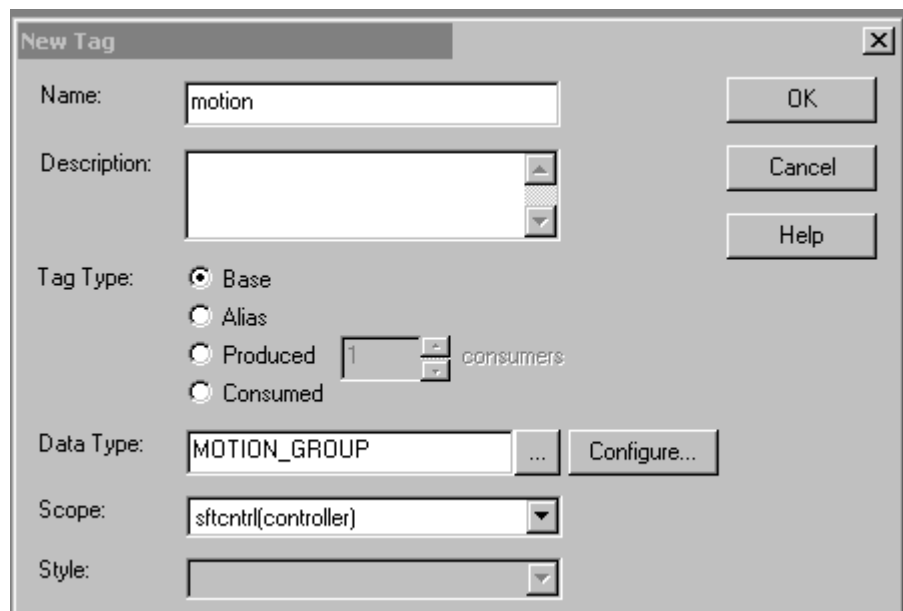 New Tag
Name:
motion
OK
Description:
Cancel
Help
Tag Type:
Base
Alias
Produced 1 consumers
Consumed
Data Type:
MOTION_GROUP
...
Configure...
Scope:
sftcntrl(controller)
Style: